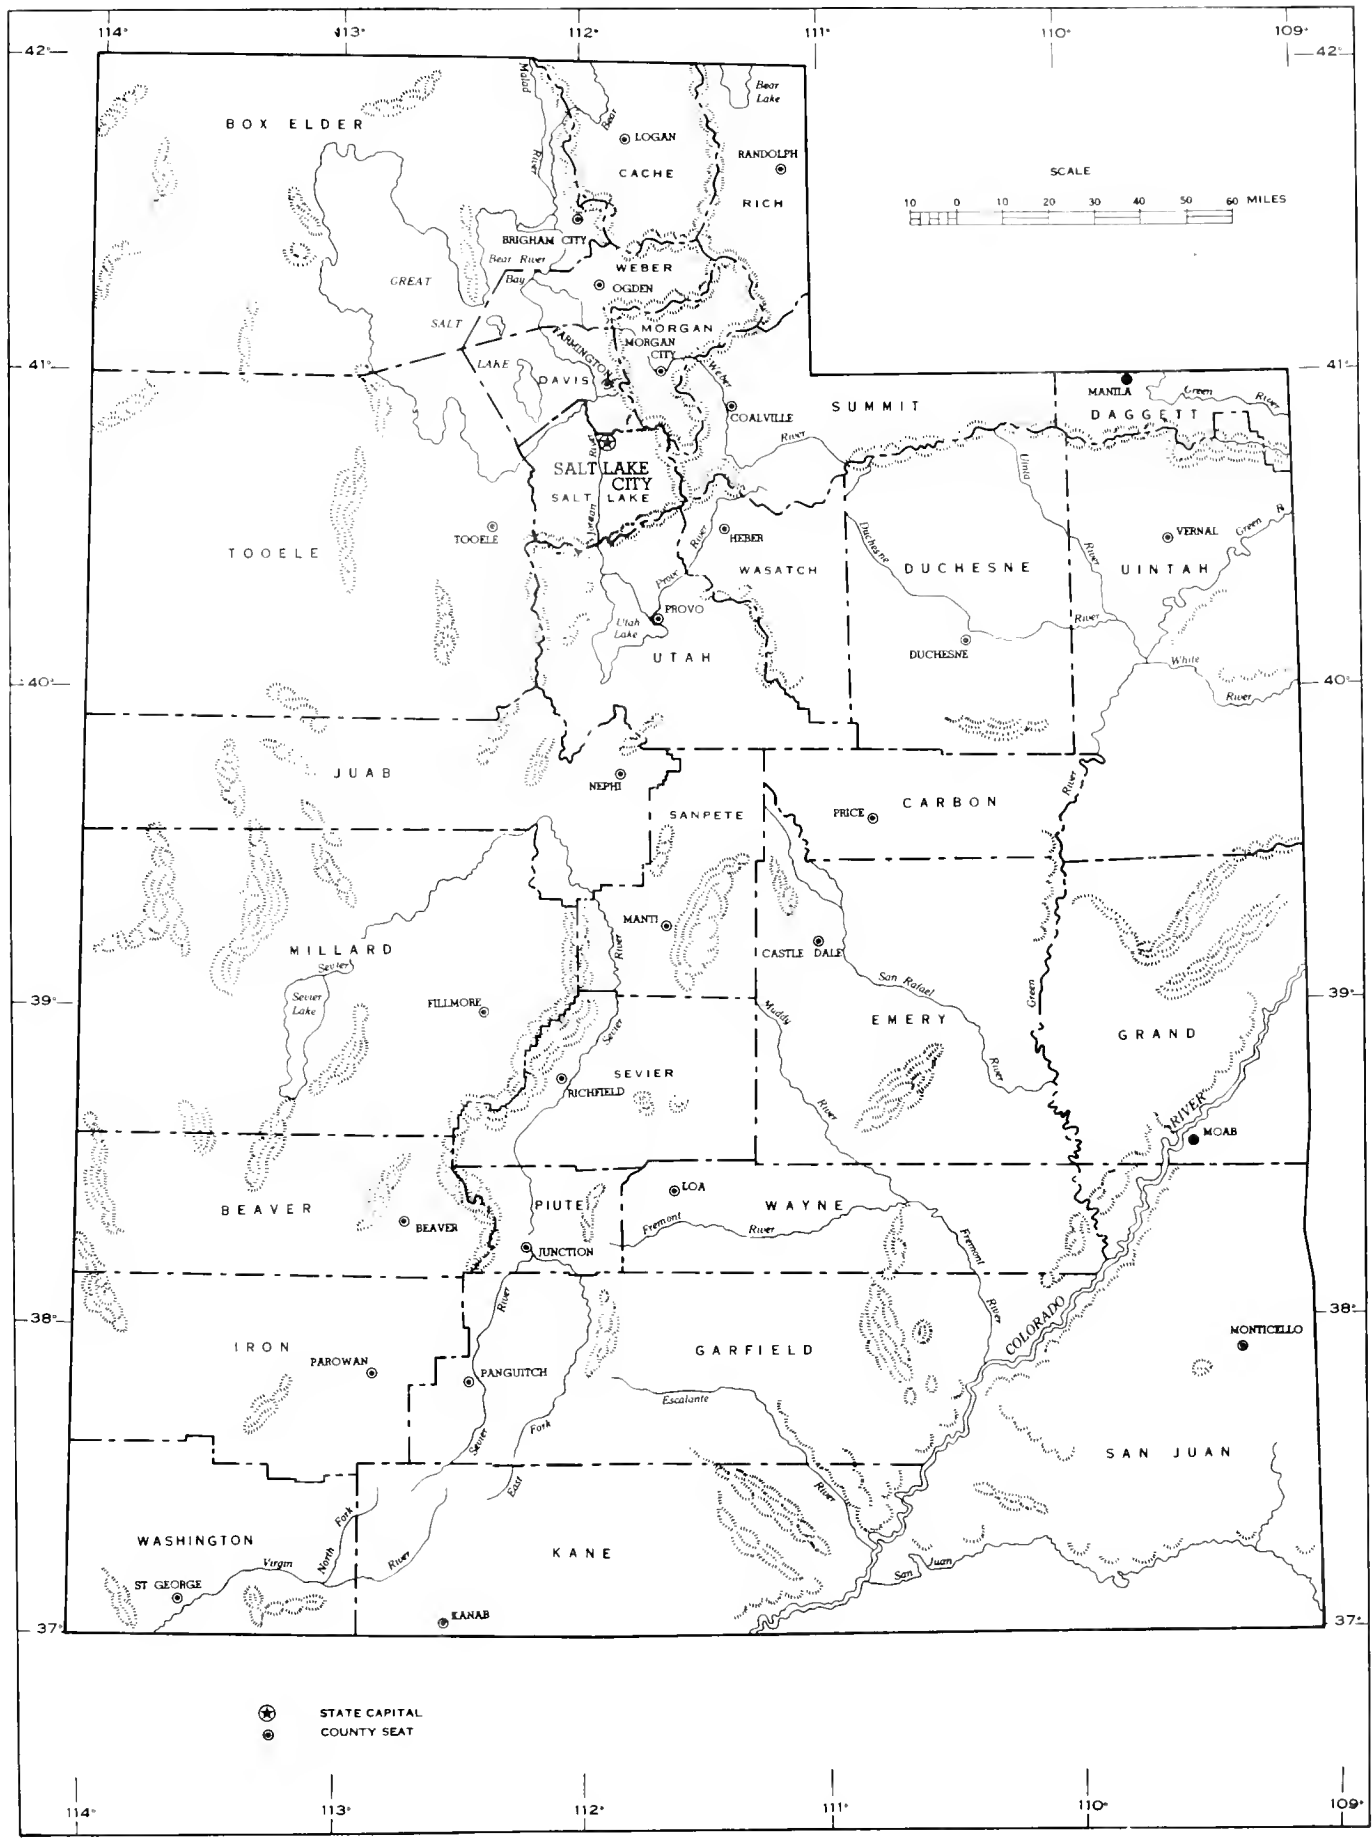 114°
113°
112°
111°
110°
109°
42°
42°
Malad
River
Bear
Bear
Lake
BOX ELDER
LOGAN
CACHE
RANDOLPH
RICH
SCALE
10 0 10 20 30 40 50 60 MILES
BRIGHAM CITY
Bear River
Bay
WEBER
OGDEN
GREAT
SALT
LAKE
MORGAN
MORGAN
CITY
FARMINGTON
DAVIS
Weber
River
41°
41°
COALVILLE
SUMMIT
MANILA
DAGGETT
Green
River
SALT LAKE
CITY
SALT LAKE
Jordan
River
TOOELE
TOOELE
HEBER
Provo
River
WASATCH
Duchesne
DUCHESNE
Uinta
River
VERNAL
UINTAH
Green R
PROVO
Utah
Lake
UTAH
DUCHESNE
River
White
River
40°
40°
JUAB
NEPHI
SANPETE
PRICE
CARBON
River
MANTI
River
CASTLE DALE
MILLARD
Sevier
Sevier
Lake
FILLMORE
San Rafael
River
Green
39°
39°
Muddy
River
EMERY
GRAND
Sevier
SEVIER
RICHFIELD
RIVER
MOAB
BEAVER
BEAVER
PIUTE
JUNCTION
LOA
WAYNE
Fremont
River
Fremont
River
38°
38°
River
COLORADO
MONTICELLO
IRON
PAROWAN
PANGUITCH
GARFIELD
Escalante
River
Sevier
Fork
East
SAN JUAN
WASHINGTON
North
Fork
Virgin
River
KANE
San
Juan
ST GEORGE
KANAB
37°
37°
STATE CAPITAL
COUNTY SEAT
114°
113°
112°
111°
110°
109°